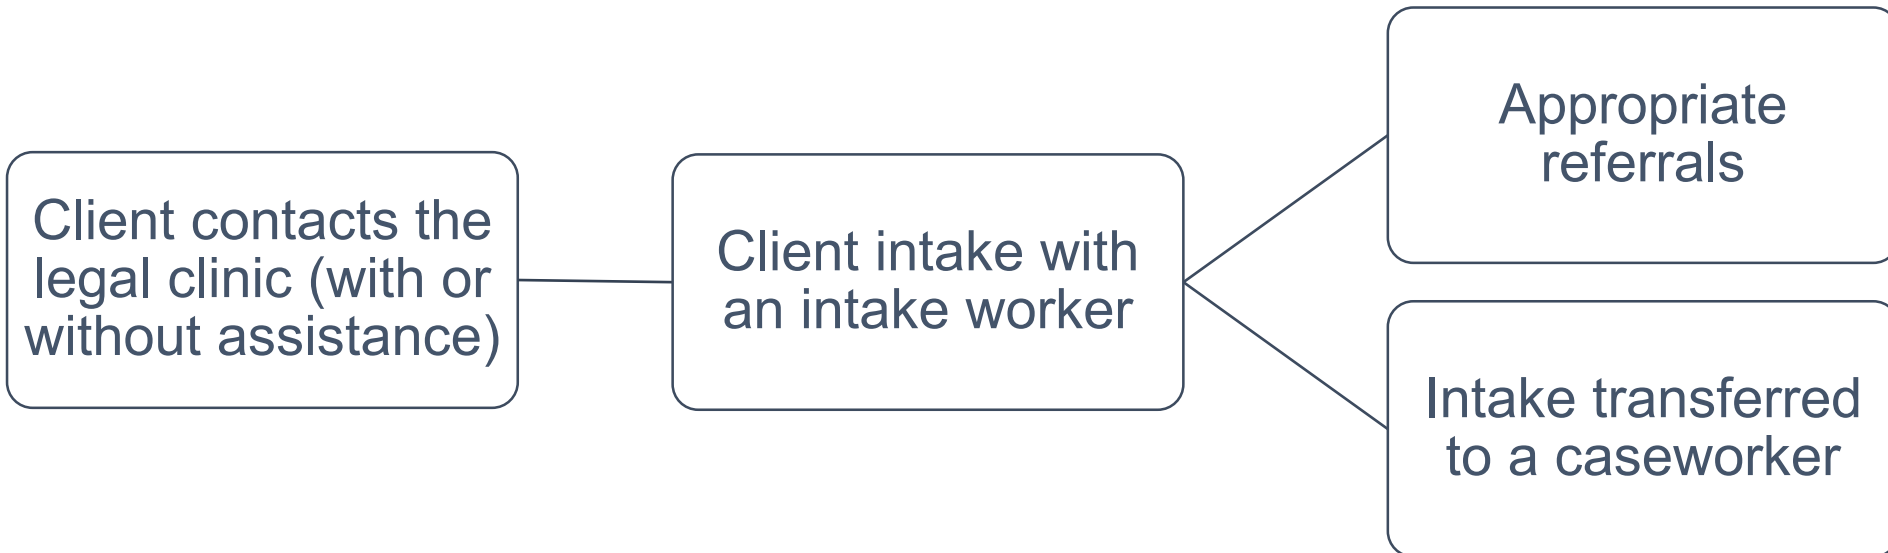 Client contacts the
legal clinic (with or
without assistance)
Client intake with
an intake worker
Appropriate
referrals
Intake transferred
to a caseworker